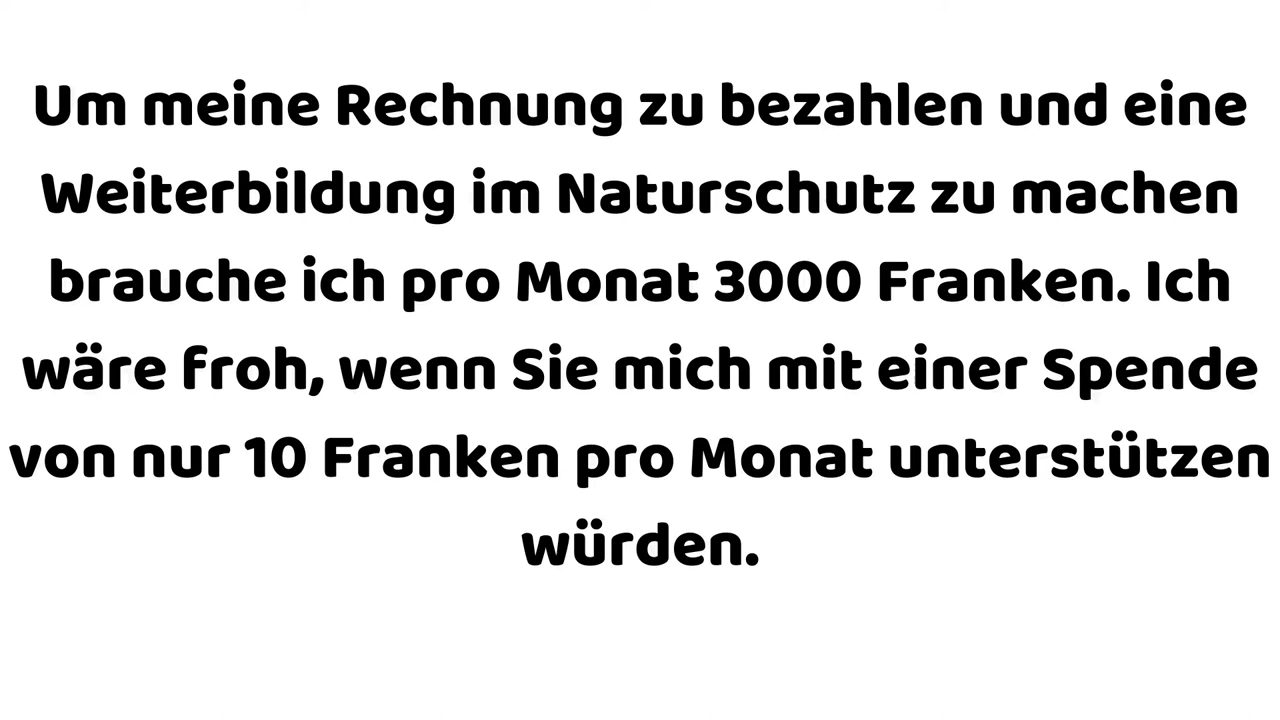 Um meine Rechnung zu bezahlen und eine
Weiterbildung im Naturschutz zu machen
brauche ich pro Monat 3000 Franken. Ich
wäre froh, wenn Sie mich mit einer Spende
von nur 10 Franken pro Monat unterstützen
würden.